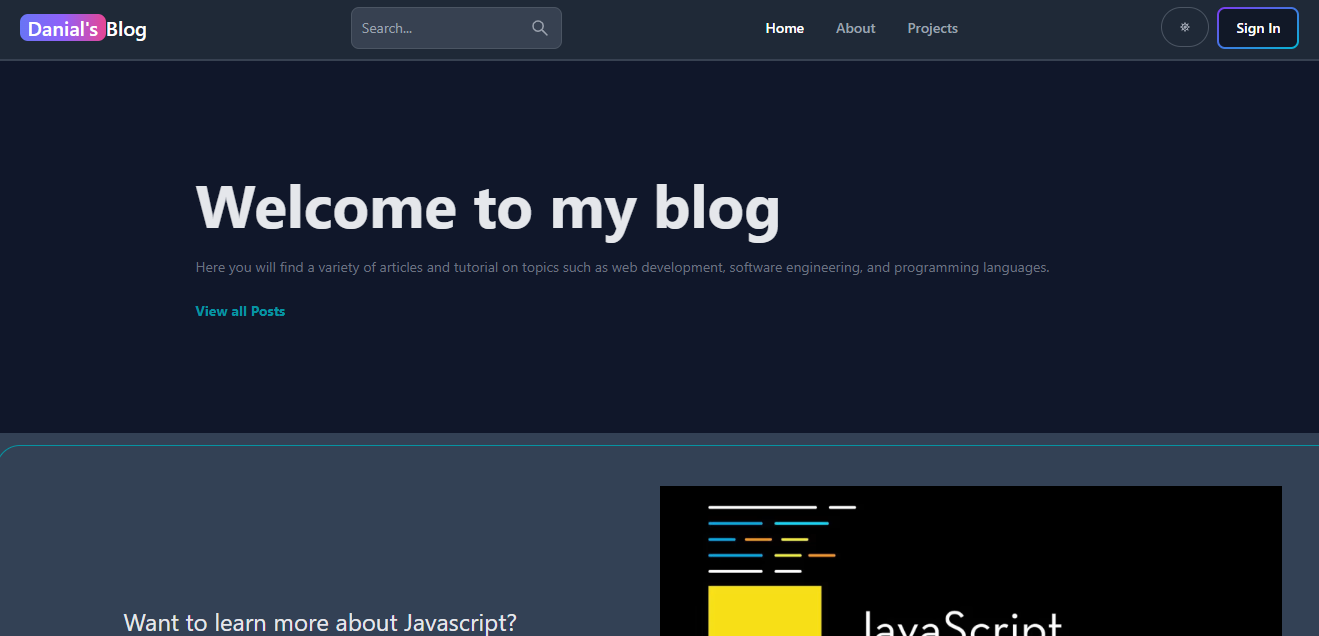 Danial's Blog
Search...
Home
About
Projects
Sign In
Welcome to my blog
Here you will find a variety of articles and tutorial on topics such as web development, software engineering, and programming languages.
View all Posts
Want to learn more about Javascript?
JavaScript